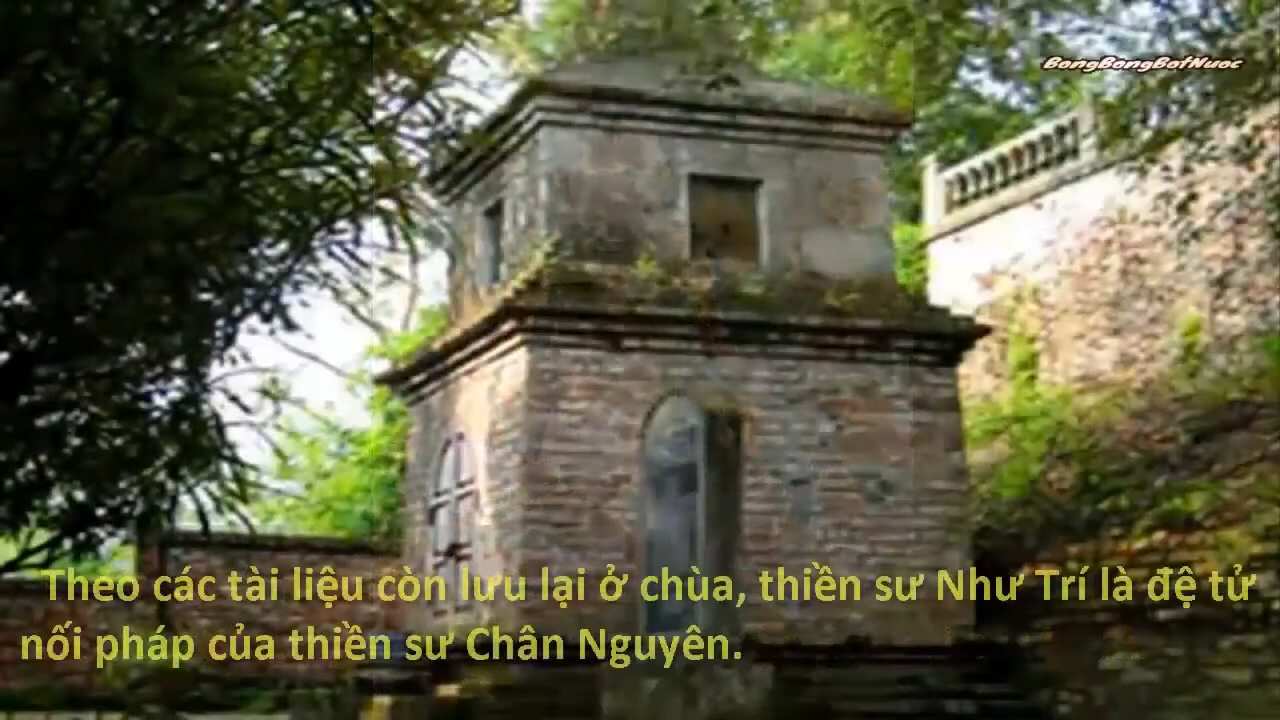 BongBongBotNuoc
Theo các tài liệu còn lưu lại ở chùa, thiền sư Như Trí là đệ tử
nối pháp của thiền sư Chân Nguyên.